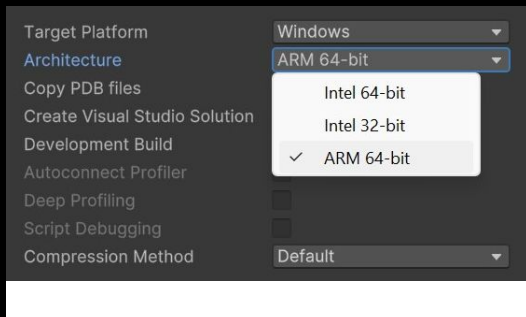 Target Platform Windows
Architecture ARM 64-bit
Copy PDB files Intel 64-bit
Create Visual Studio Solution Intel 32-bit
Development Build ARM 64-bit
Autoconnect Profiler
Deep Profiling
Script Debugging
Compression Method Default